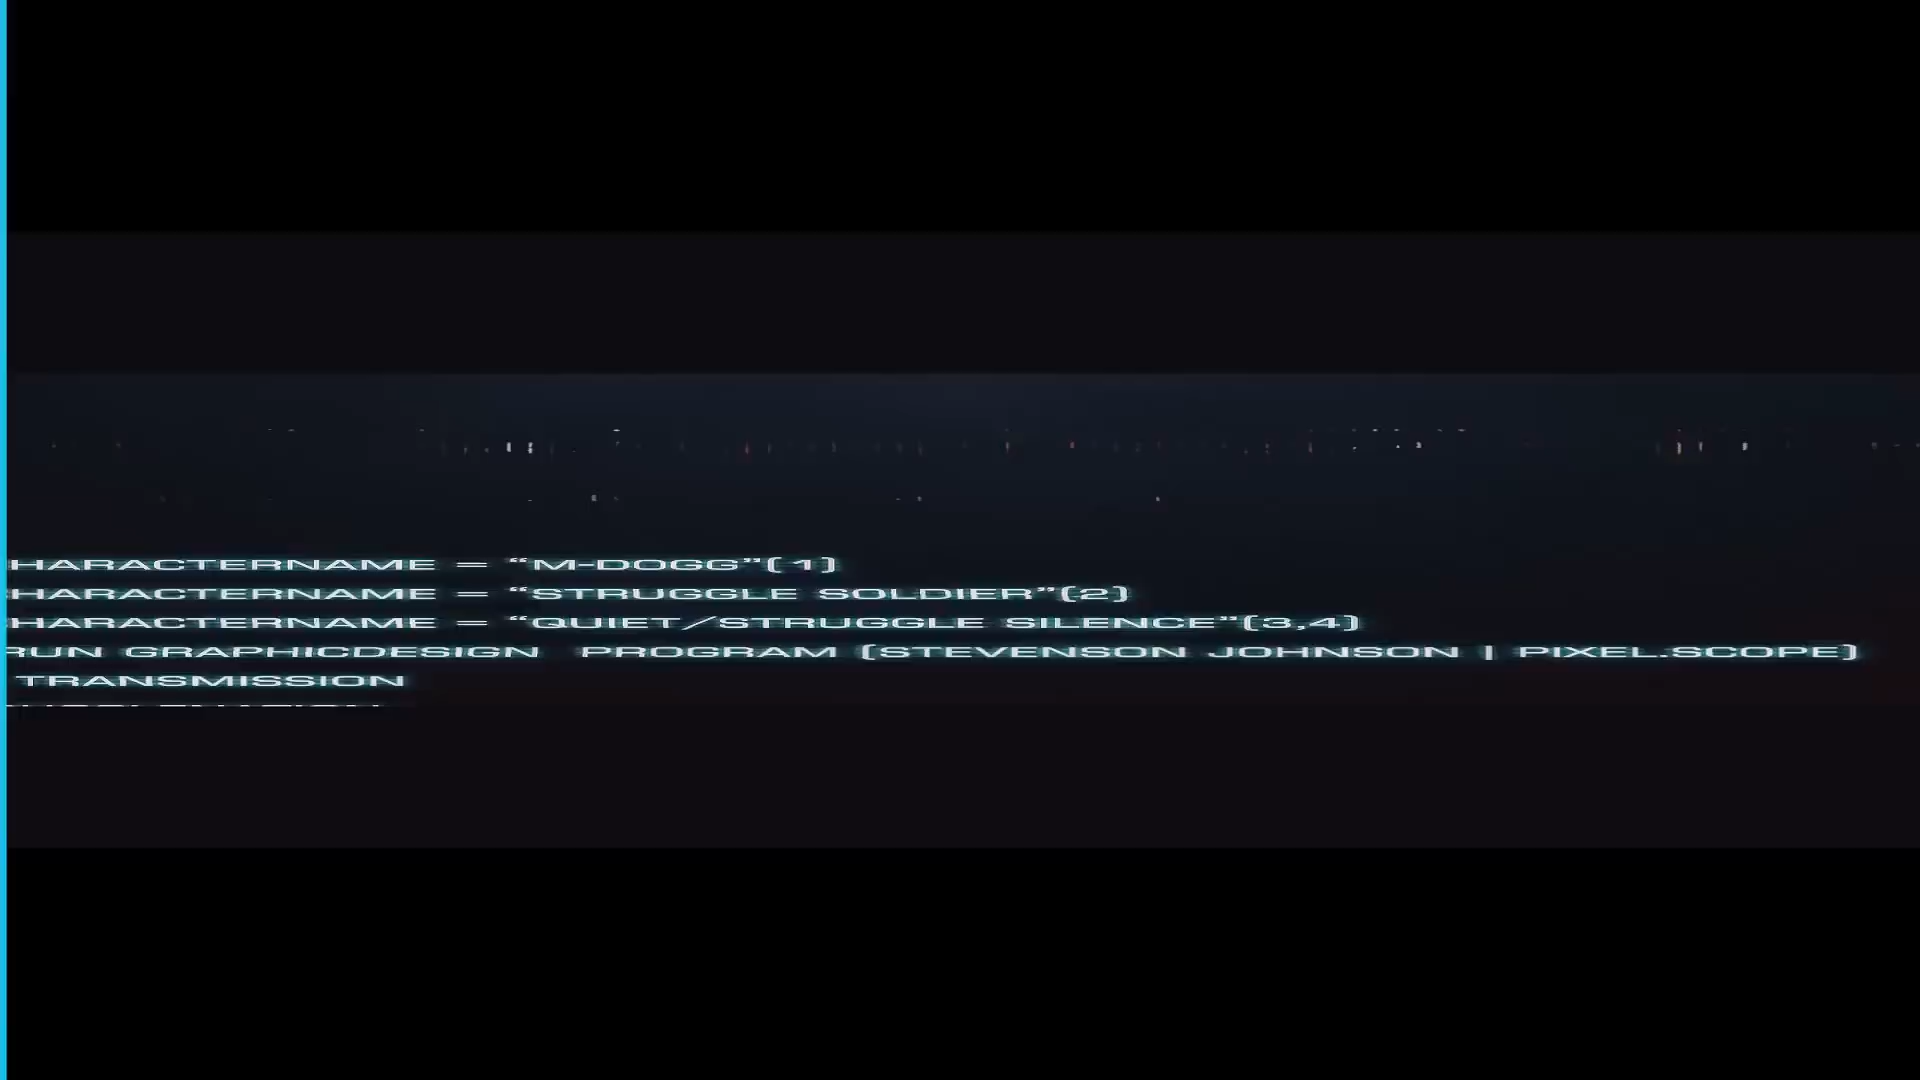 HARACTERNAME = “M-DOGG”(1)
HARACTERNAME = “STRUGGLE SOLDIER”(2)
HARACTERNAME = “QUIET/STRUGGLE SILENCE”(3,4)
RUN GRAPHICDESIGN PROGRAM (STEVENSON JOHNSON | PIXEL.SCOPE)
TRANSMISSION